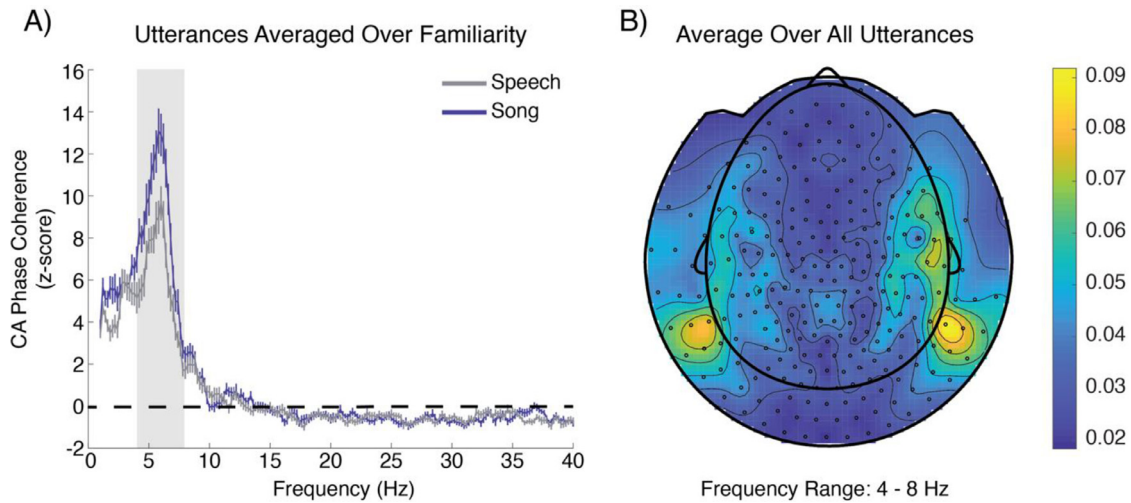 A)
Utterances Averaged Over Familiarity
CA Phase Coherence
(z-score)
16
14
12
10
8
6
4
2
0
-2
Speech
Song
0 5 10 15 20 25 30 35 40
Frequency (Hz)
B)
Average Over All Utterances
0.09
0.08
0.07
0.06
0.05
0.04
0.03
0.02
Frequency Range: 4 - 8 Hz